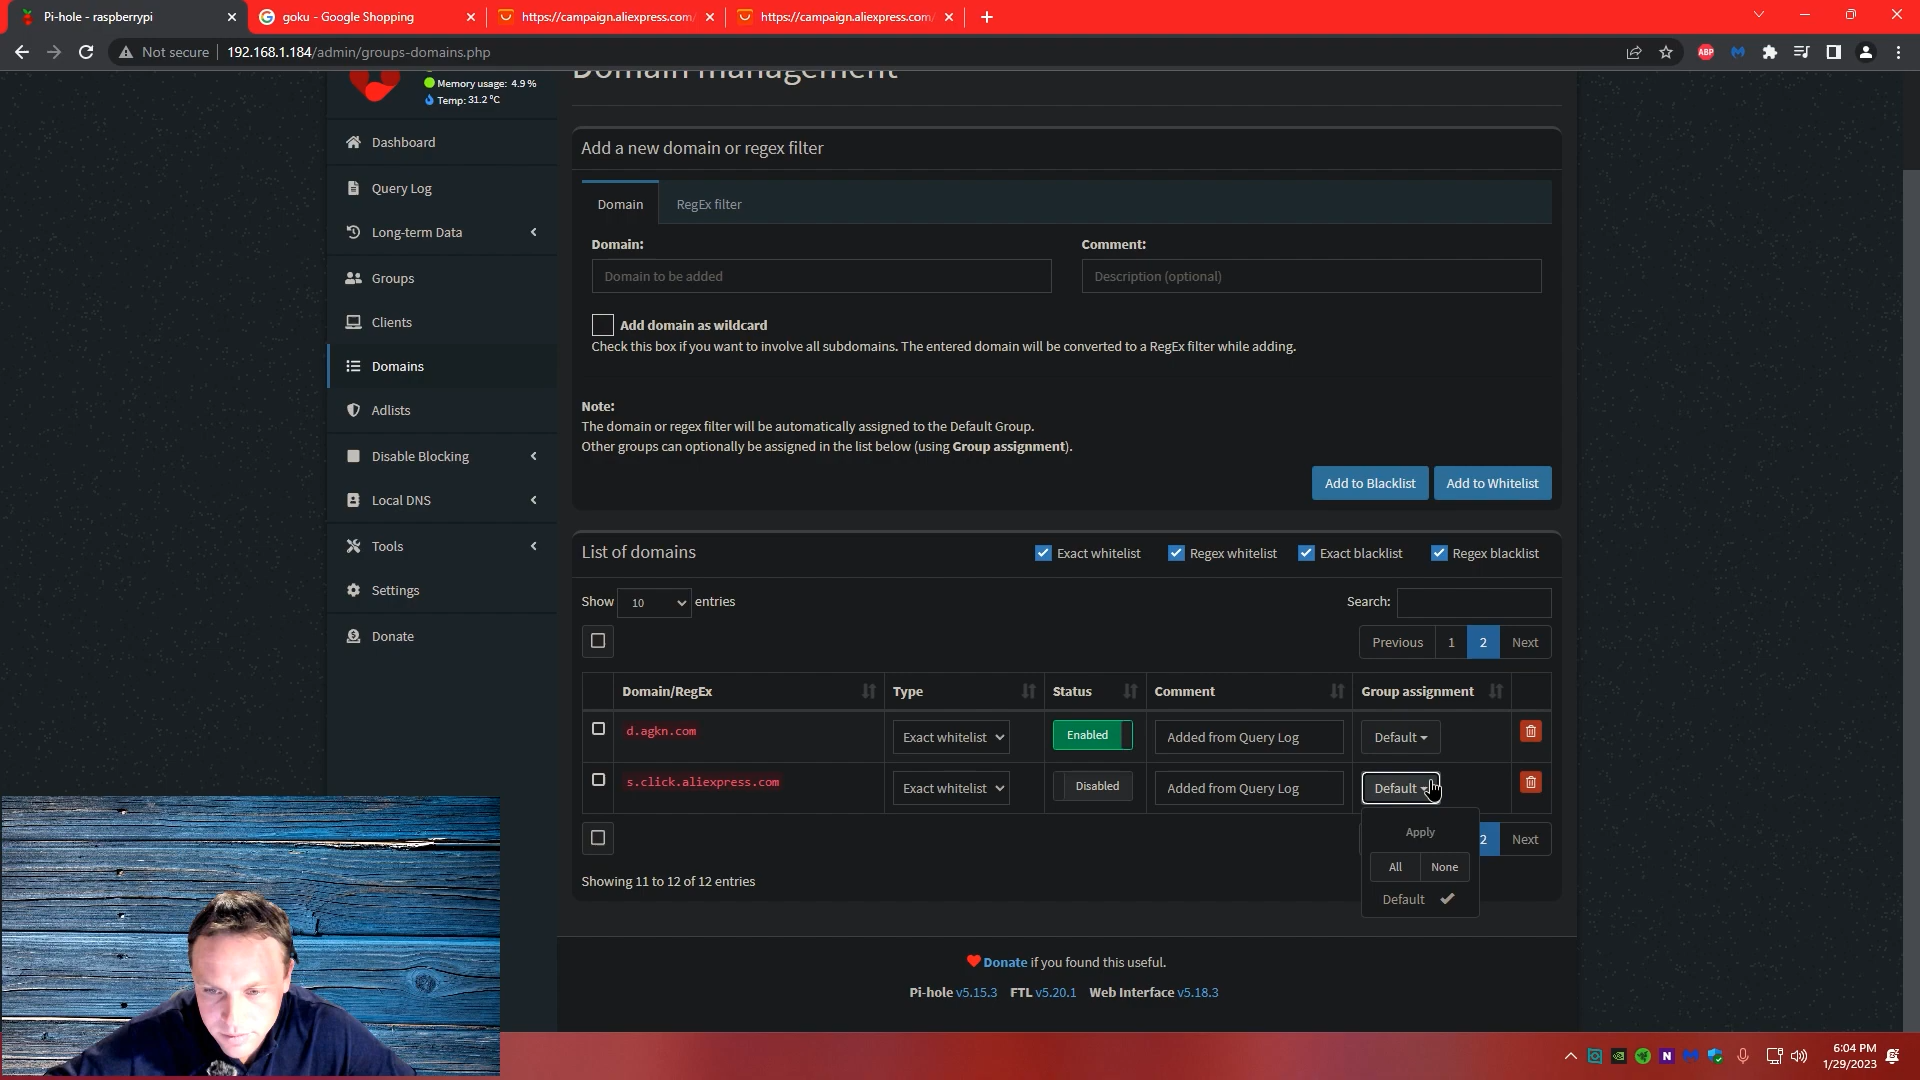 Pi-hole - raspberrypi
goku - Google Shopping
https://campaign.aliexpress.com/
https://campaign.aliexpress.com/
Not secure
192.168.1.184/admin/groups-domains.php
ABP
Memory usage: 4.9 %
Temp: 31.2 °C
Dashboard
Query Log
Long-term Data
Groups
Clients
Domains
Adlists
Disable Blocking
Local DNS
Tools
Settings
Donate
Domain management
Add a new domain or regex filter
Domain
RegEx filter
Domain:
Comment:
Domain to be added
Description (optional)
Add domain as wildcard
Check this box if you want to involve all subdomains. The entered domain will be converted to a RegEx filter while adding.
Note:
The domain or regex filter will be automatically assigned to the Default Group.
Other groups can optionally be assigned in the list below (using Group assignment).
Add to Blacklist
Add to Whitelist
List of domains
Exact whitelist
Regex whitelist
Exact blacklist
Regex blacklist
Show 10 entries
Search:
Previous 1 2 Next
Domain/RegEx
Type
Status
Comment
Group assignment
d.agkn.com
Exact whitelist
Enabled
Added from Query Log
Default
s.click.aliexpress.com
Exact whitelist
Disabled
Added from Query Log
Default
Apply
All
None
Default
2 Next
Showing 11 to 12 of 12 entries
Donate if you found this useful.
Pi-hole v5.15.3 FTL v5.20.1 Web Interface v5.18.3
N
6:04 PM
1/29/2023